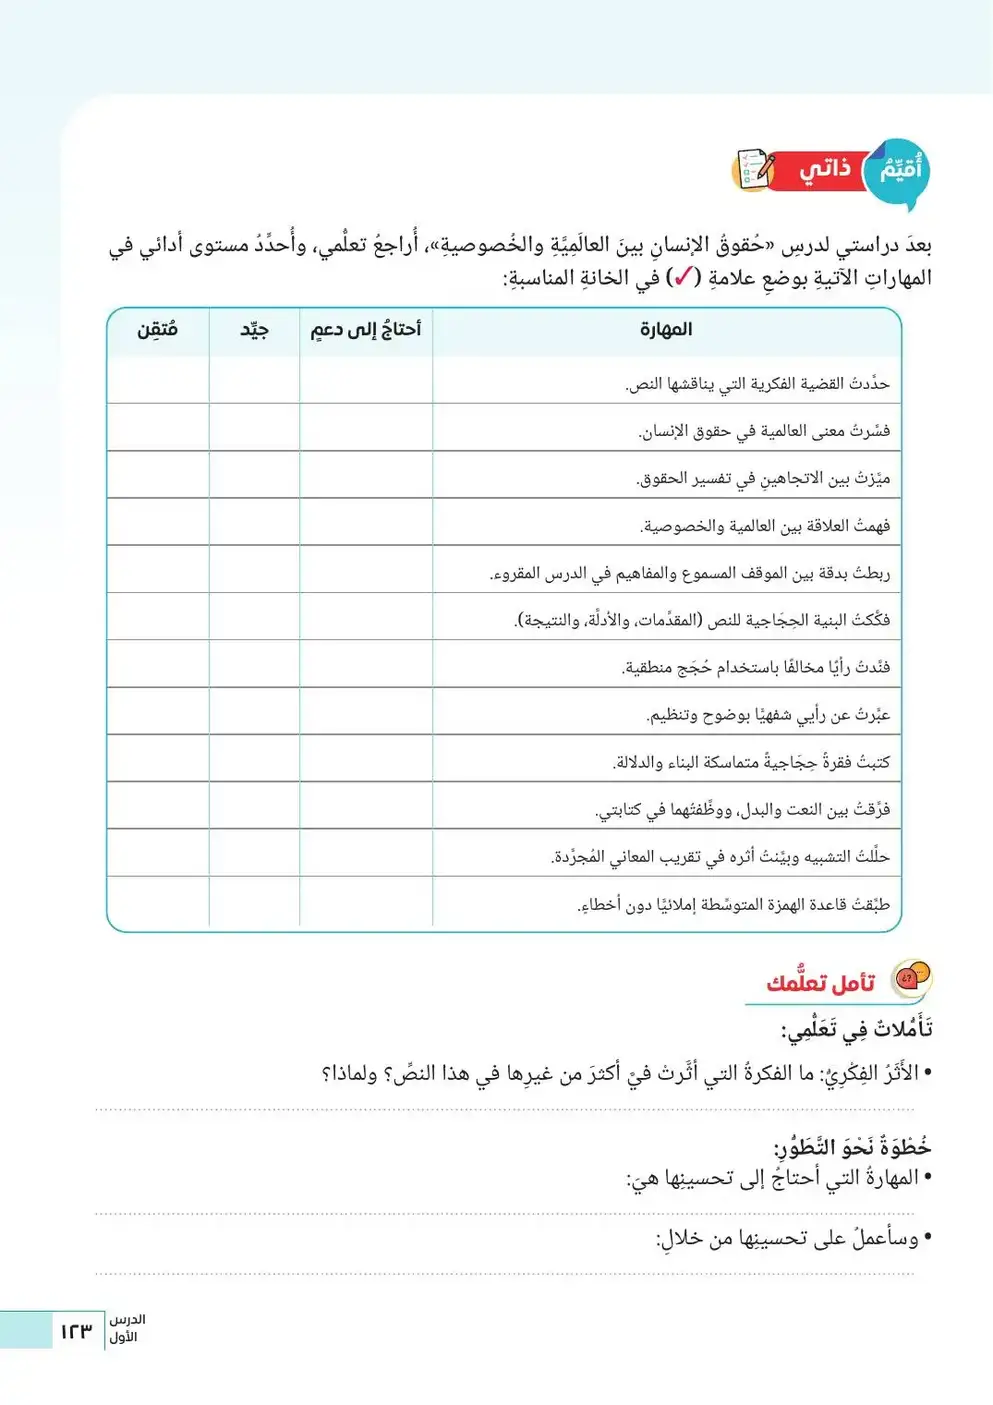 أُقيِّمُ ذاتي
بعدَ دراستي لدرسِ «حُقوقُ الإنسانِ بينَ العالَمِيَّةِ والخُصوصيةِ»، أُراجعُ تعلُّمي، وأُحدِّدُ مستوى أدائي في
المهاراتِ الآتيةِ بوضعِ علامةِ (✓) في الخانةِ المناسبةِ:
المهارة أحتاجُ إلى دعمٍ جيِّد مُتقِن
حدَّدتُ القضية الفكرية التي يناقشها النص.
فسَّرتُ معنى العالمية في حقوق الإنسان.
ميَّزتُ بين الاتجاهينِ في تفسير الحقوق.
فهمتُ العلاقة بين العالمية والخصوصية.
ربطتُ بدقة بين الموقف المسموع والمفاهيم في الدرس المقروء.
فكَّكتُ البنية الحِجَاجية للنص (المقدَّمات، والأدلَّة، والنتيجة).
فنَّدتُ رأيًا مخالفًا باستخدام حُجَج منطقية.
عبَّرتُ عن رأيي شفهيًّا بوضوح وتنظيم.
كتبتُ فقرةً حِجَاجيةً متماسكة البناء والدلالة.
فرَّقتُ بين النعت والبدل، ووظَّفتُهما في كتابتي.
حلَّلتُ التشبيه وبيَّنتُ أثره في تقريب المعاني المُجرَّدة.
طبَّقتُ قاعدة الهمزة المتوسِّطة إملائيًّا دون أخطاءِ.
تأمل تعلُّمك
تَأَمُّلاتٌ فِي تَعَلُّمِي:
• الأَثَرُ الفِكْرِيُّ: ما الفكرةُ التي أثَّرتْ فيَّ أكثرَ من غيرِها في هذا النصِّ؟ ولماذا؟
خُطْوَةٌ نَحْوَ التَّطَوُّرِ:
• المهارةُ التي أحتاجُ إلى تحسينِها هيَ:
• وسأعملُ على تحسينِها من خلالِ:
الدرس
الأول
١٢٣